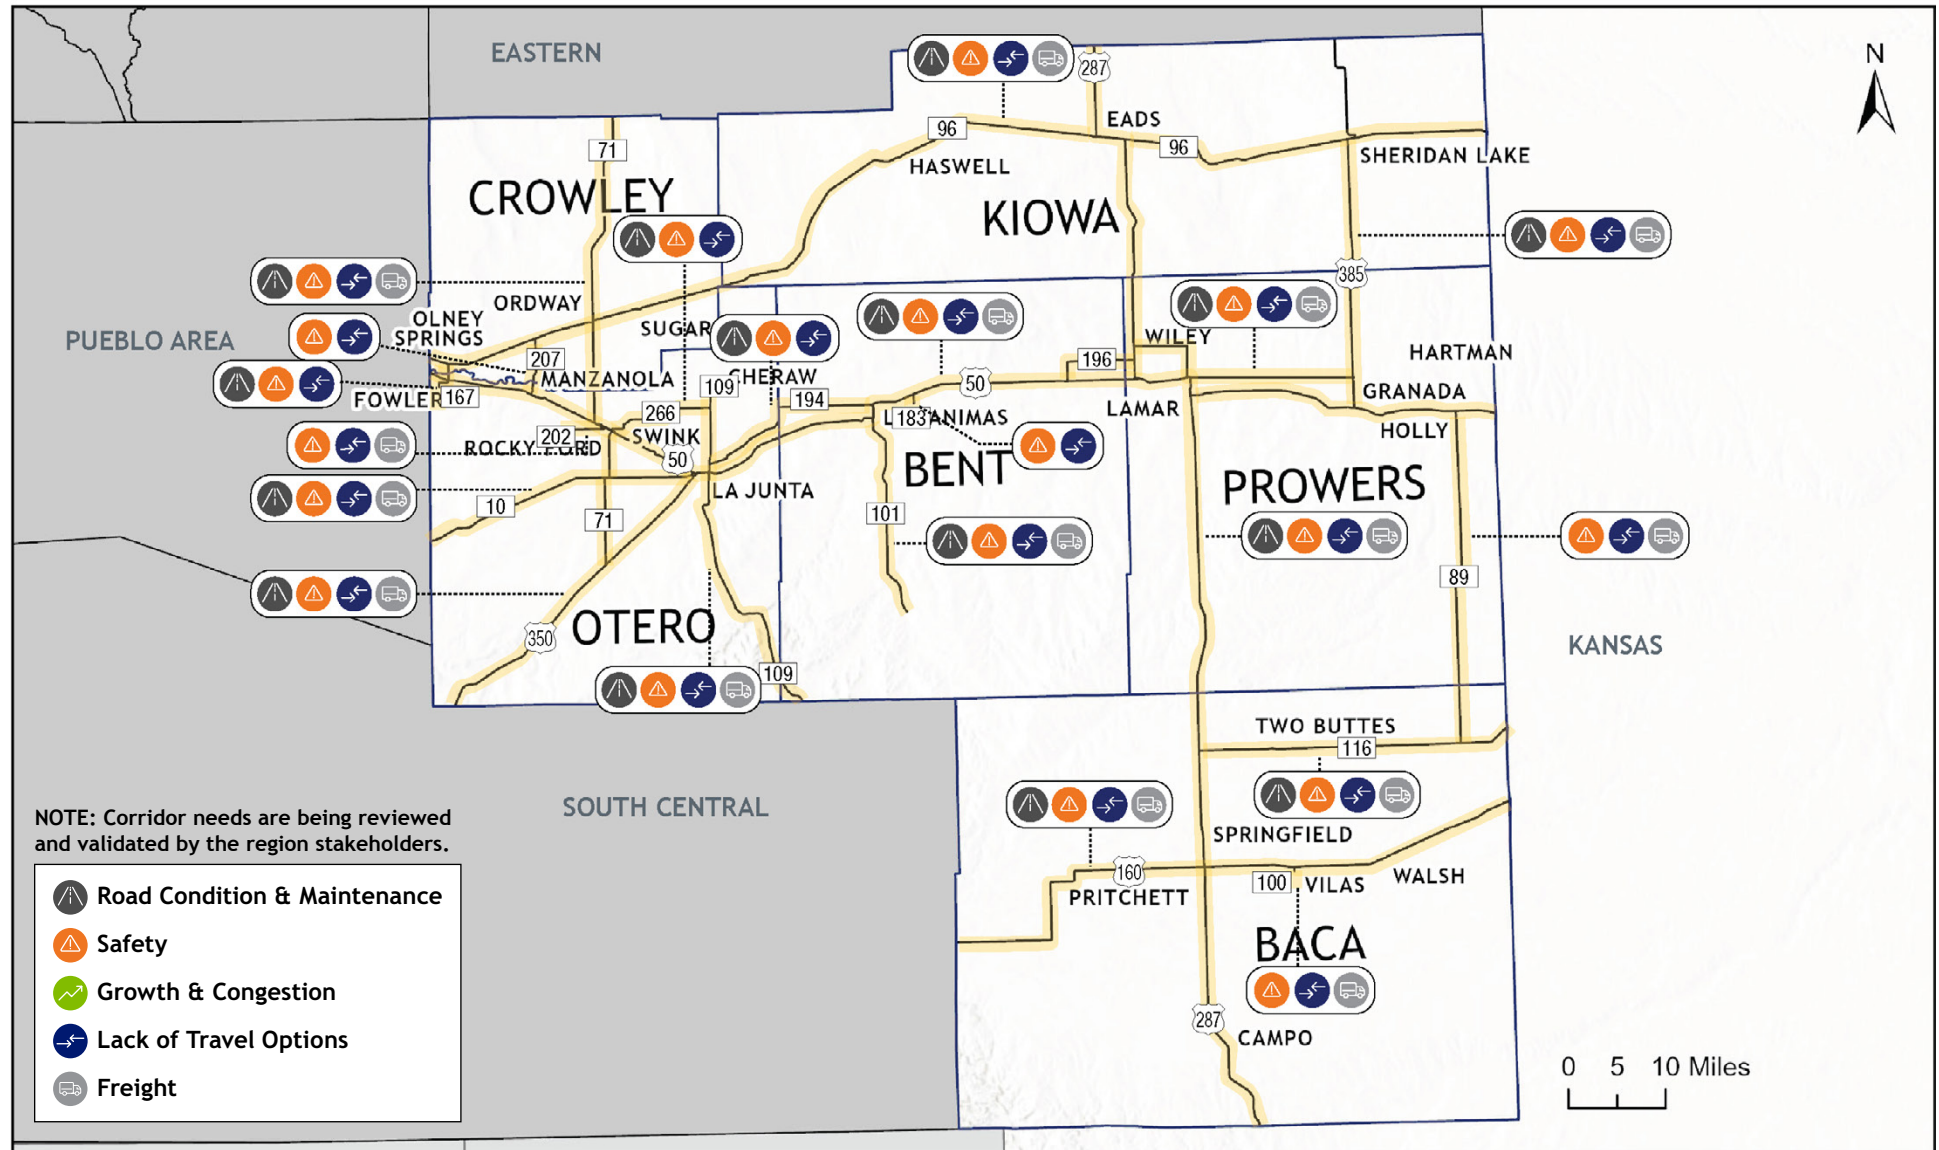 EASTERN
N
287
96
EADS
96
HASWELL
SHERIDAN LAKE
71
CROWLEY
KIOWA
385
ORDWAY
OLNEY
SPRINGS
SUGAR
PUEBLO AREA
207
MANZANOLA
CHERAW
109
WILEY
196
HARTMAN
50
FOWLER
167
194
GRANADA
LAMAR
266
183
ANIMAS
HOLLY
202
SWINK
ROCKY FORD
50
BENT
LA JUNTA
PROWERS
10
71
101
89
350
OTERO
109
KANSAS
TWO BUTTES
116
SOUTH CENTRAL
SPRINGFIELD
160
PRITCHETT
100
VILAS
WALSH
BACA
287
CAMPO
NOTE: Corridor needs are being reviewed
and validated by the region stakeholders.
Road Condition & Maintenance
Safety
Growth & Congestion
Lack of Travel Options
Freight
0 5 10 Miles